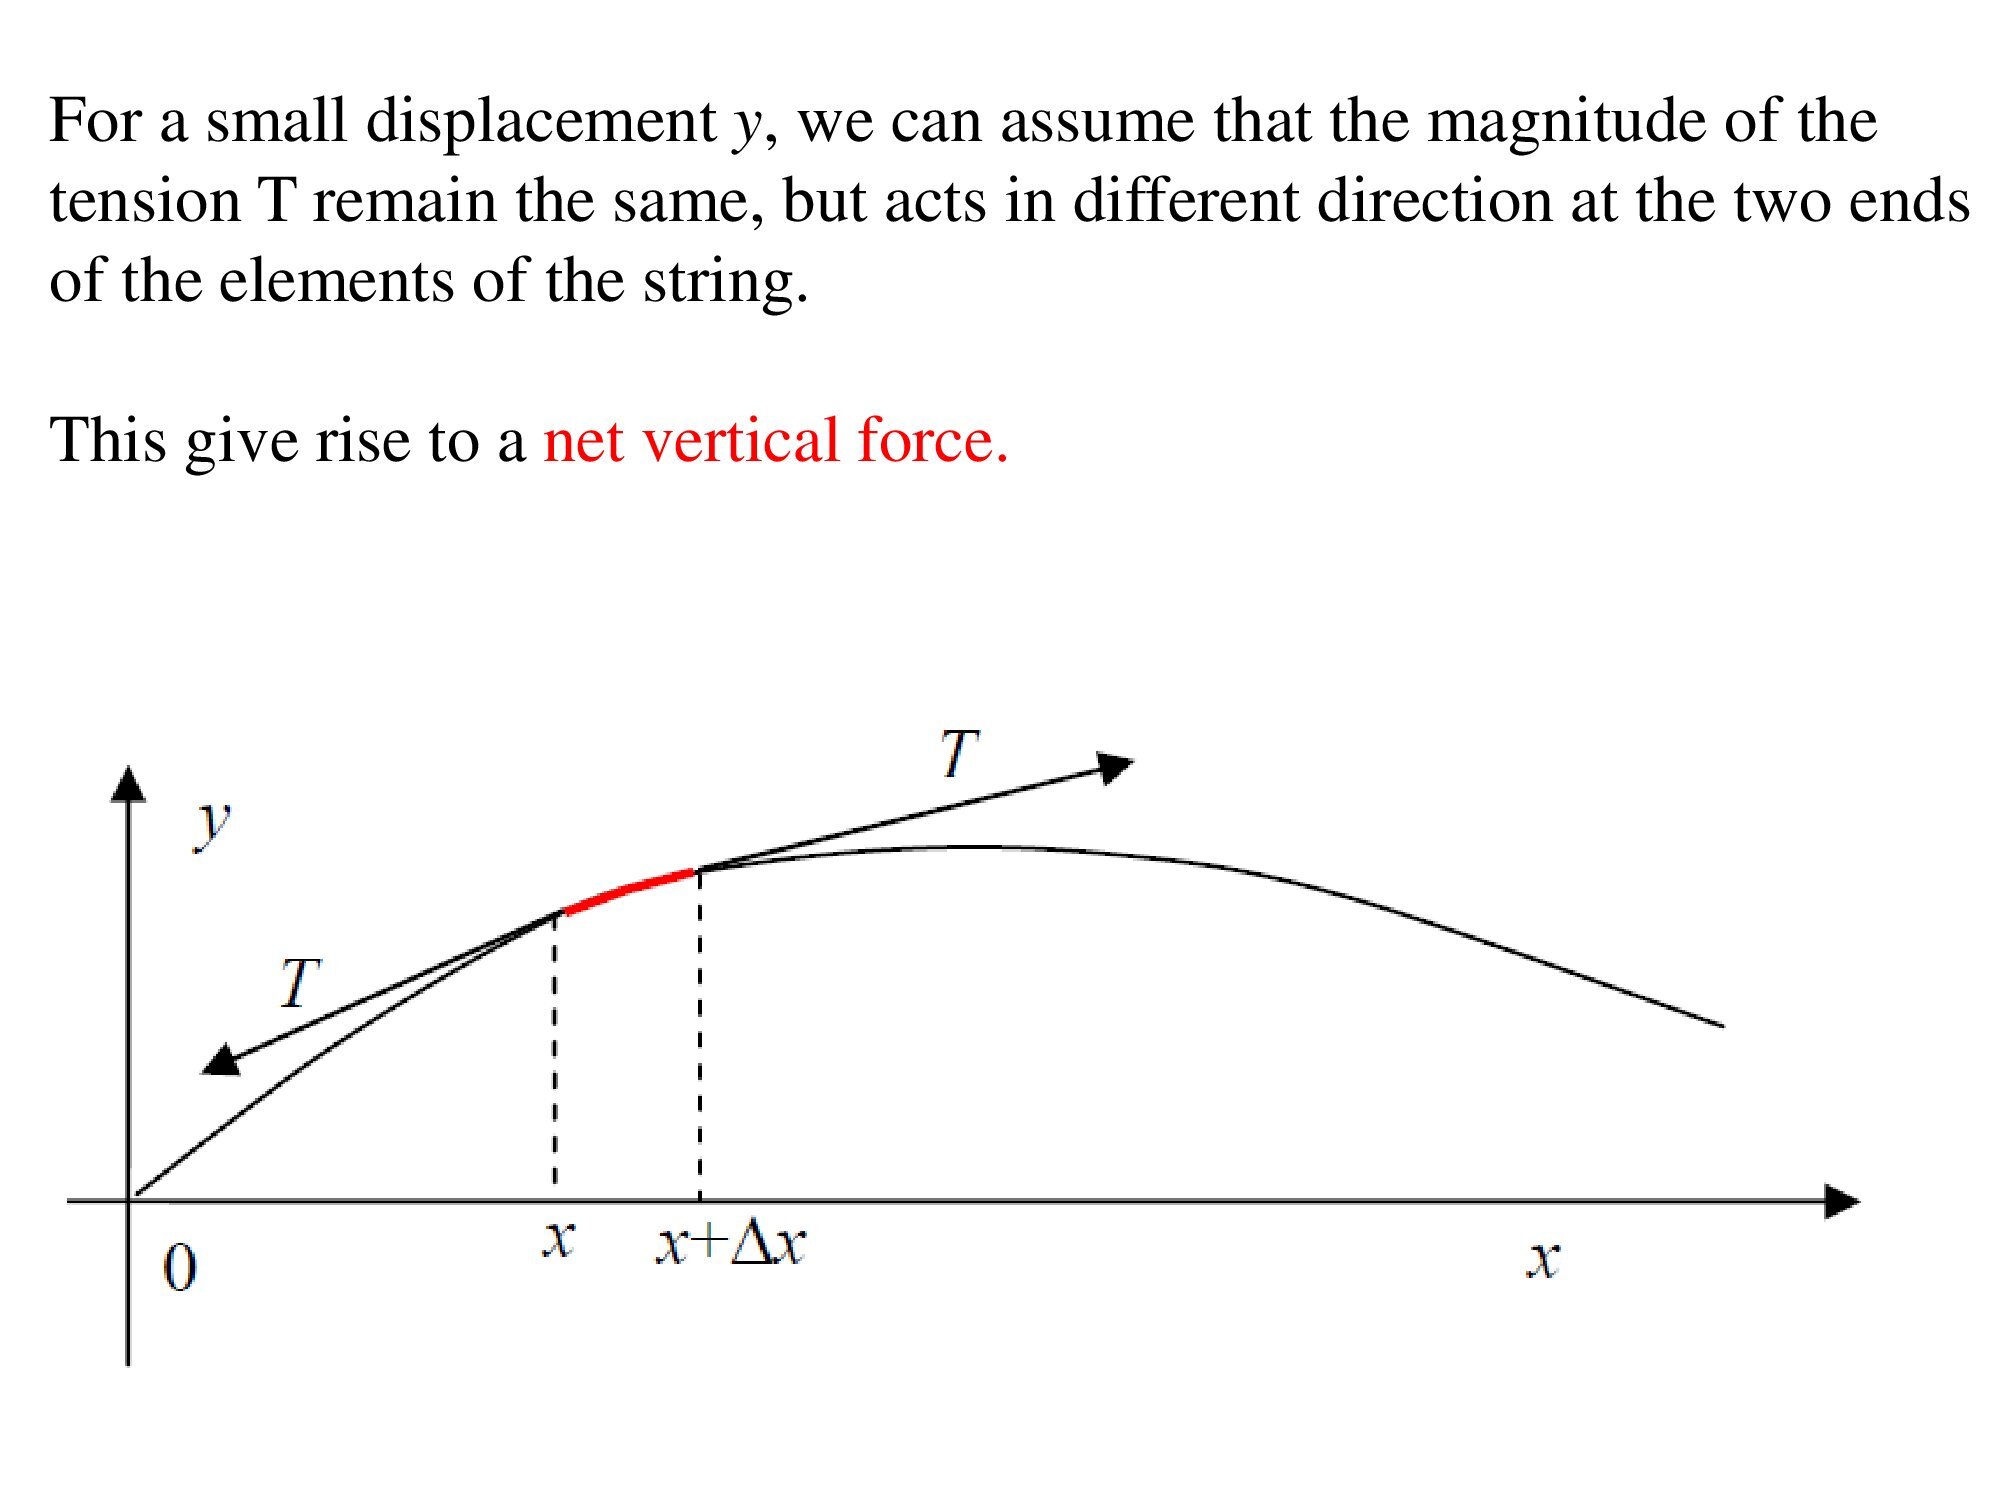 For a small displacement y, we can assume that the magnitude of the
tension T remain the same, but acts in different direction at the two ends
of the elements of the string.
This give rise to a net vertical force.
T
y
T
x
x+Δx
0
x